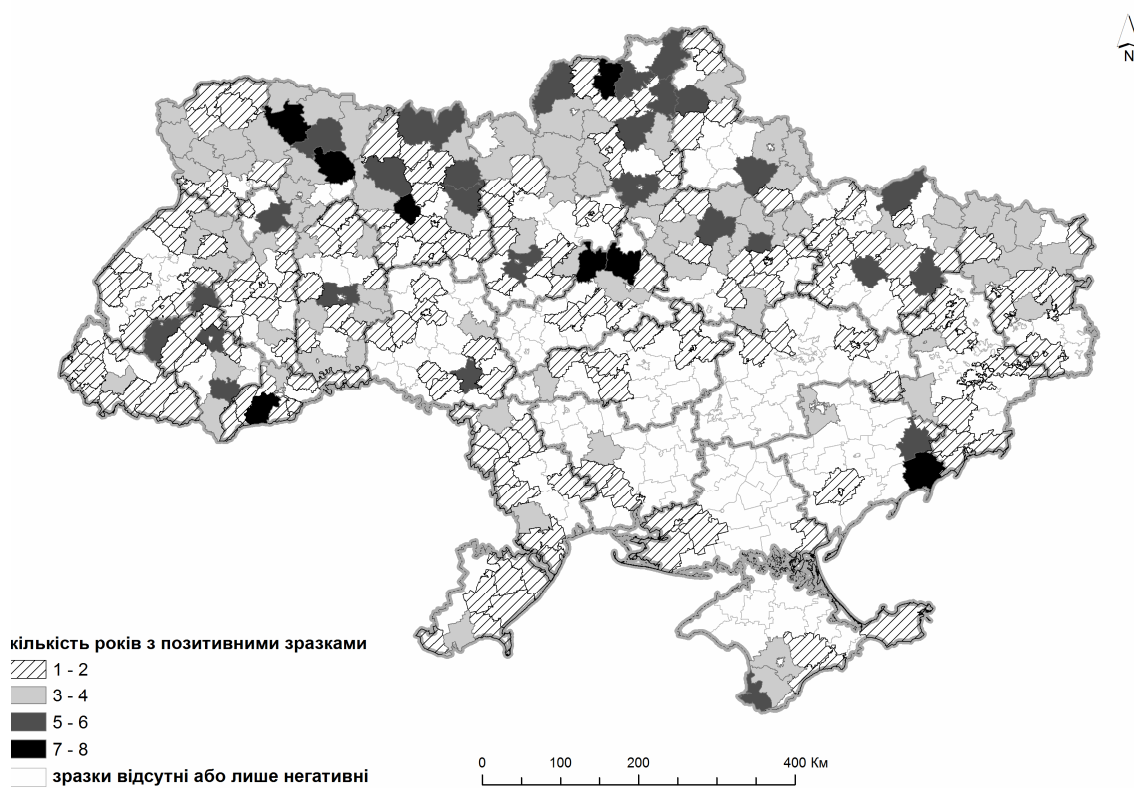 N
кількість років з позитивними зразками
1 - 2
3 - 4
5 - 6
7 - 8
зразки відсутні або лише негативні
0 100 200 400 Км